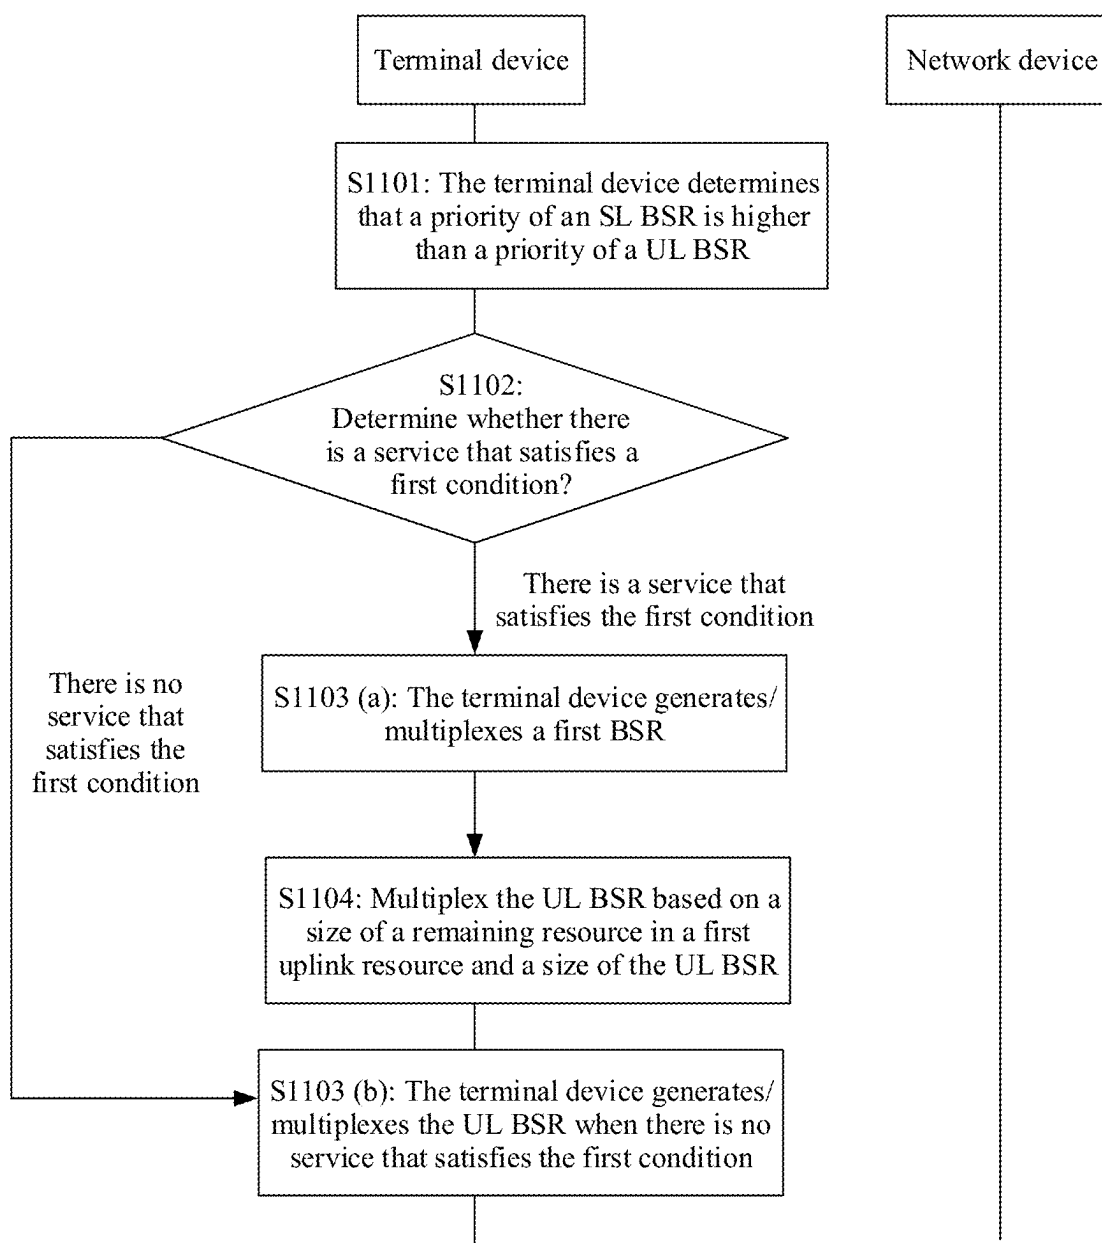 Terminal device
Network device
S1101: The terminal device determines
that a priority of an SL BSR is higher
than a priority of a UL BSR
S1102:
Determine whether there
is a service that satisfies a
first condition?
There is a service that
satisfies the first condition
There is no
service that
satisfies the
first condition
S1103 (a): The terminal device generates/
multiplexes a first BSR
S1104: Multiplex the UL BSR based on a
size of a remaining resource in a first
uplink resource and a size of the UL BSR
S1103 (b): The terminal device generates/
multiplexes the UL BSR when there is no
service that satisfies the first condition